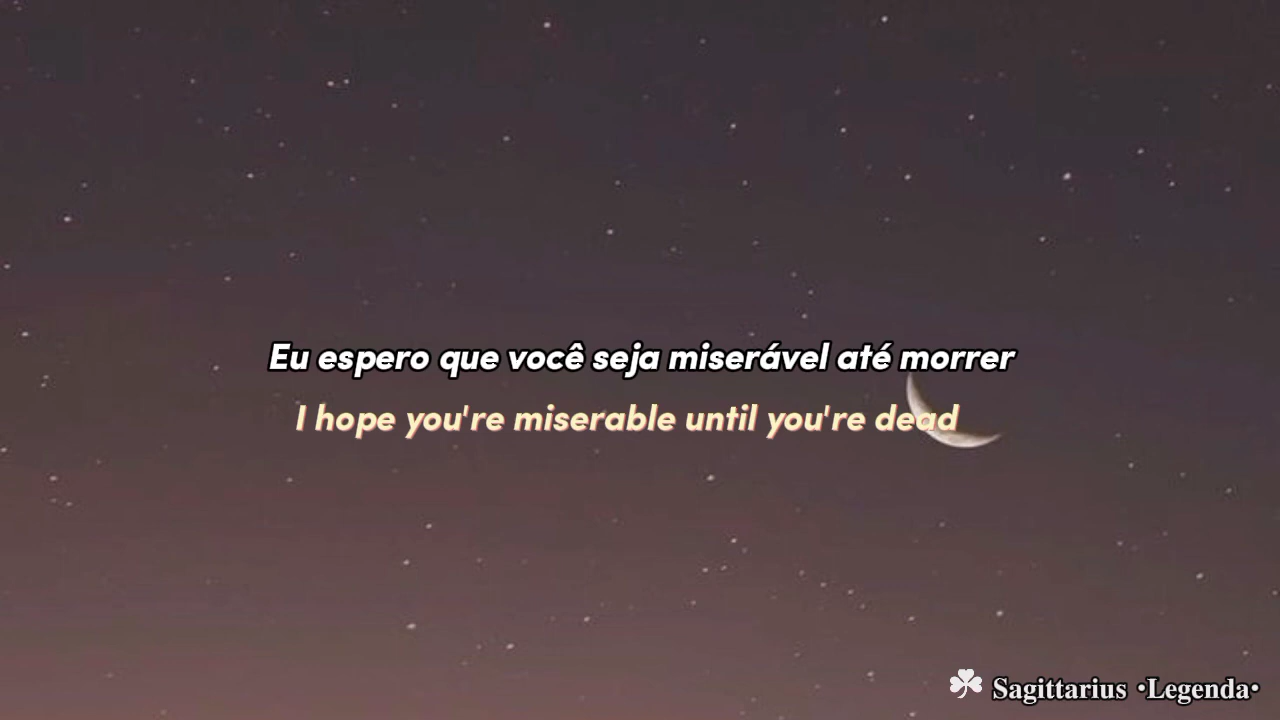 Eu espero que você seja miserável até morrer
I hope you're miserable until you're dead
☘ Sagittarius •Legenda•